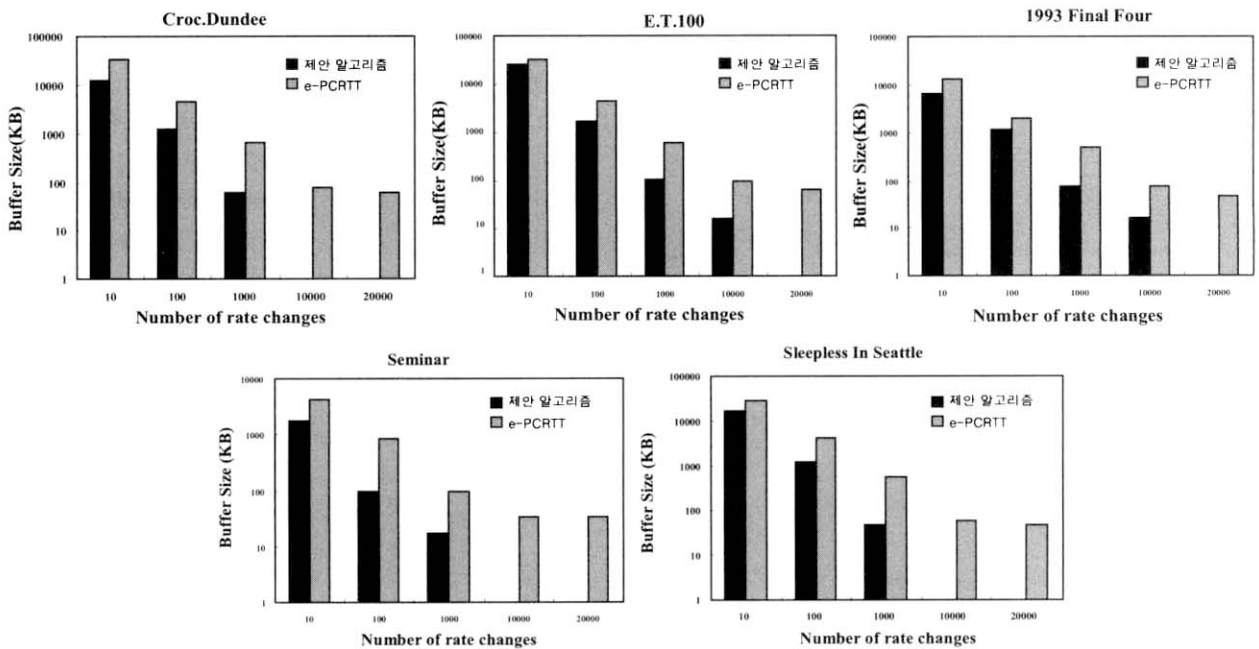 Croc.Dundee
100000
10000
1000
100
10
1
Buffer Size(KB)
제안 알고리즘
e-PCRTT
10 100 1000 10000 20000
Number of rate changes
E.T.100
100000
10000
1000
100
10
1
Buffer Size(KB)
제안 알고리즘
e-PCRTT
10 100 1000 10000 20000
Number of rate changes
1993 Final Four
100000
10000
1000
100
10
1
Buffer Size(KB)
제안 알고리즘
e-PCRTT
10 100 1000 10000 20000
Number of rate changes
Seminar
10000
1000
100
10
1
Buffer Size (KB)
제안 알고리즘
e-PCRTT
10 100 1000 10000 20000
Number of rate changes
Sleepless In Seattle
100000
10000
1000
100
10
1
Buffer Size (KB)
제안 알고리즘
e-PCRTT
10 100 1000 10000 20000
Number of rate changes